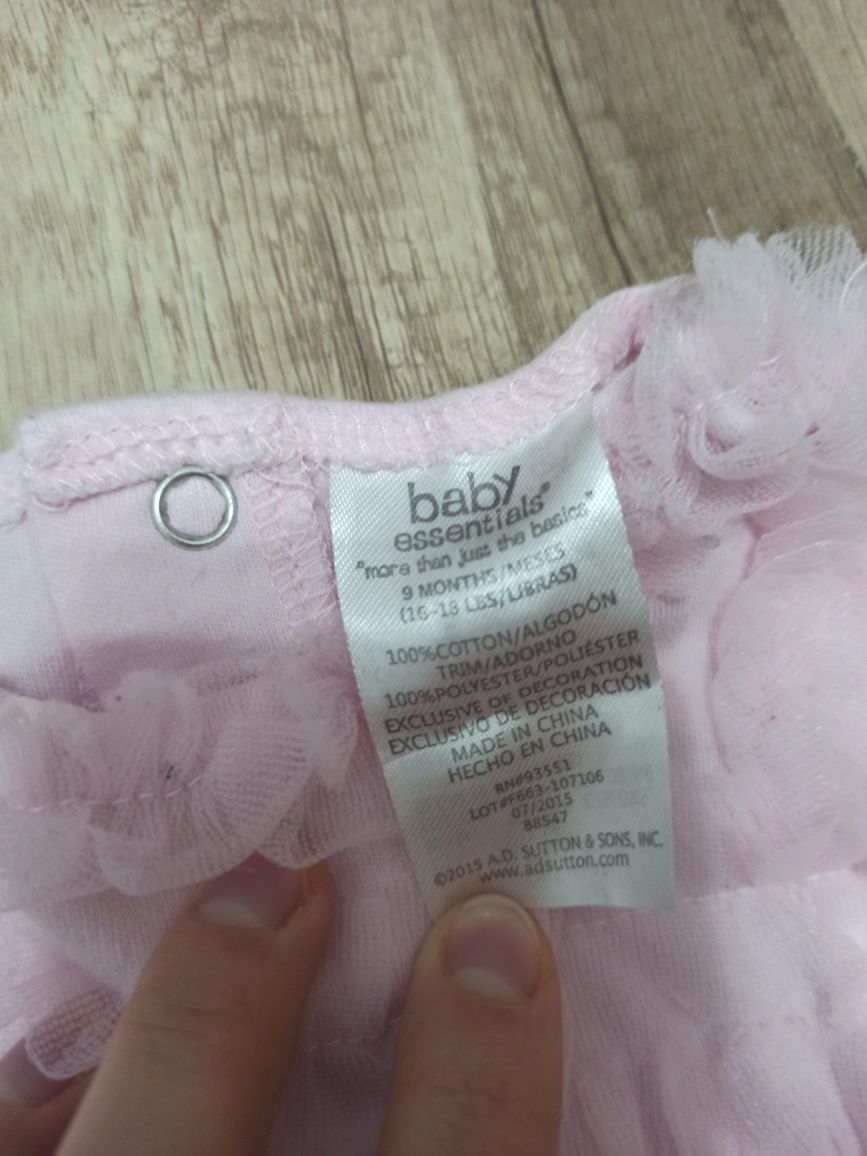 baby
essentials®
"more than just the basics"
9 MONTHS/MESES
(16-18 LBS/LIBRAS)
100%COTTON/ALGODÓN
TRIM/ADORNO
100%POLYESTER/POLIÉSTER
EXCLUSIVE OF DECORATION
EXCLUSIVO DE DECORACIÓN
MADE IN CHINA
HECHO EN CHINA
RN#93551
LOT#F663-107106
07/2015
88547
©2015 A.D. SUTTON & SONS, INC.
www.adsutton.com